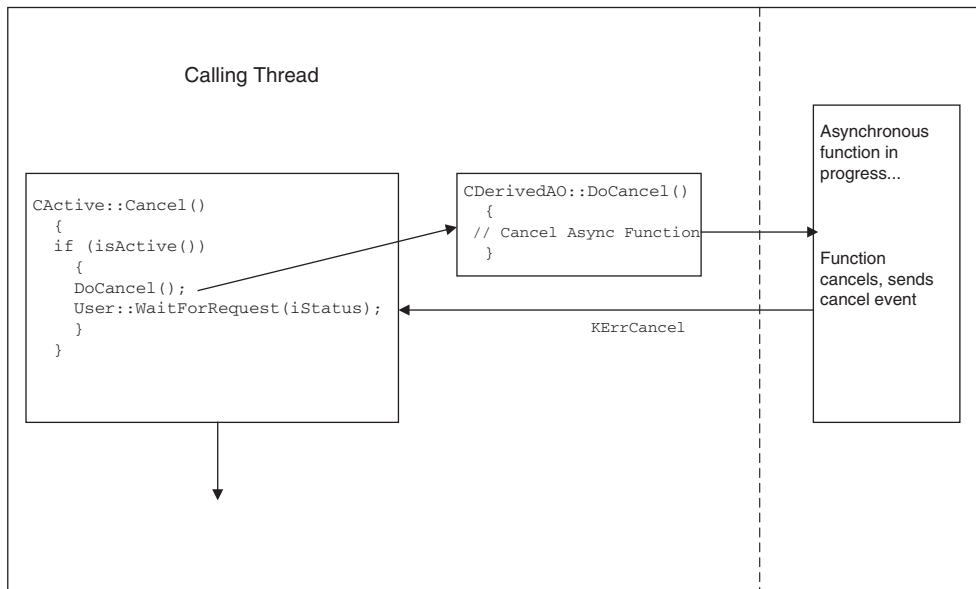 Calling Thread
CActive::Cancel()
{
if (isActive())
{
DoCancel();
User::WaitForRequest(iStatus);
}
}
CDerivedAO::DoCancel()
{
// Cancel Async Function
}
Asynchronous
function in
progress...
Function
cancels, sends
cancel event
KErrCancel